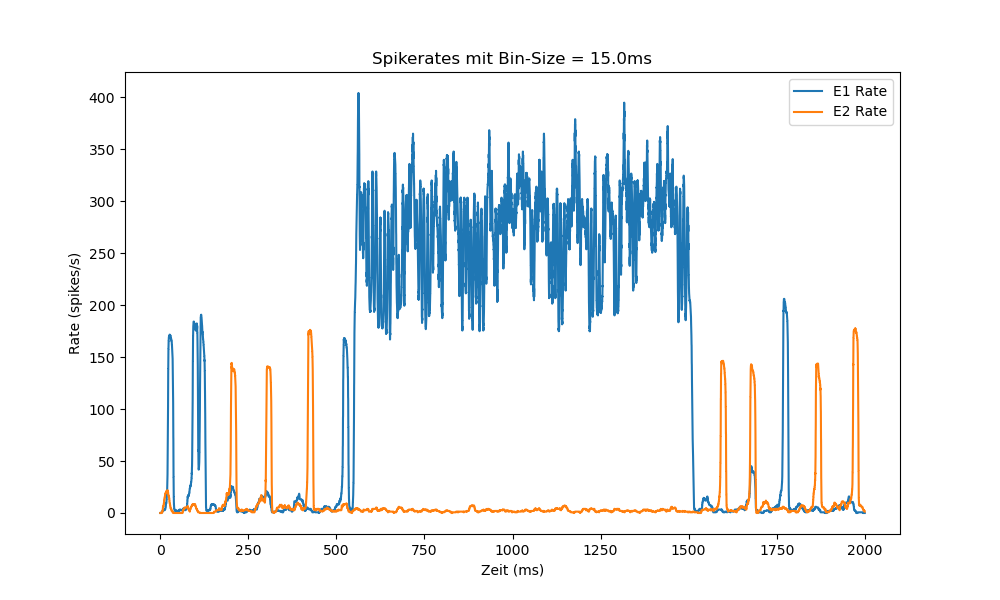 Spikerates mit Bin-Size = 15.0ms
E1 Rate
E2 Rate
400
350
300
250
200
150
100
50
0
Rate (spikes/s)
0 250 500 750 1000 1250 1500 1750 2000
Zeit (ms)